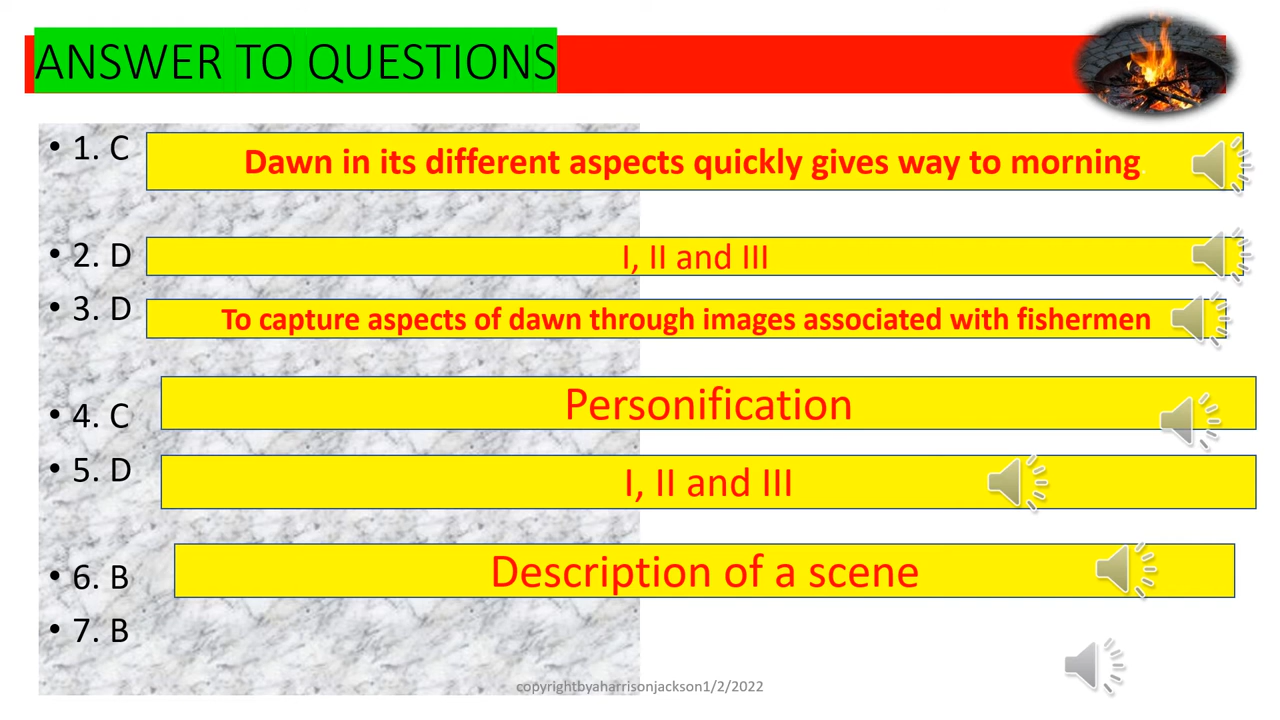 ANSWER TO QUESTIONS
• 1. C
Dawn in its different aspects quickly gives way to morning.
• 2. D
I, II and III
• 3. D
To capture aspects of dawn through images associated with fishermen
• 4. C
Personification
• 5. D
I, II and III
• 6. B
Description of a scene
• 7. B
copyrightbyaharrisonjackson1/2/2022